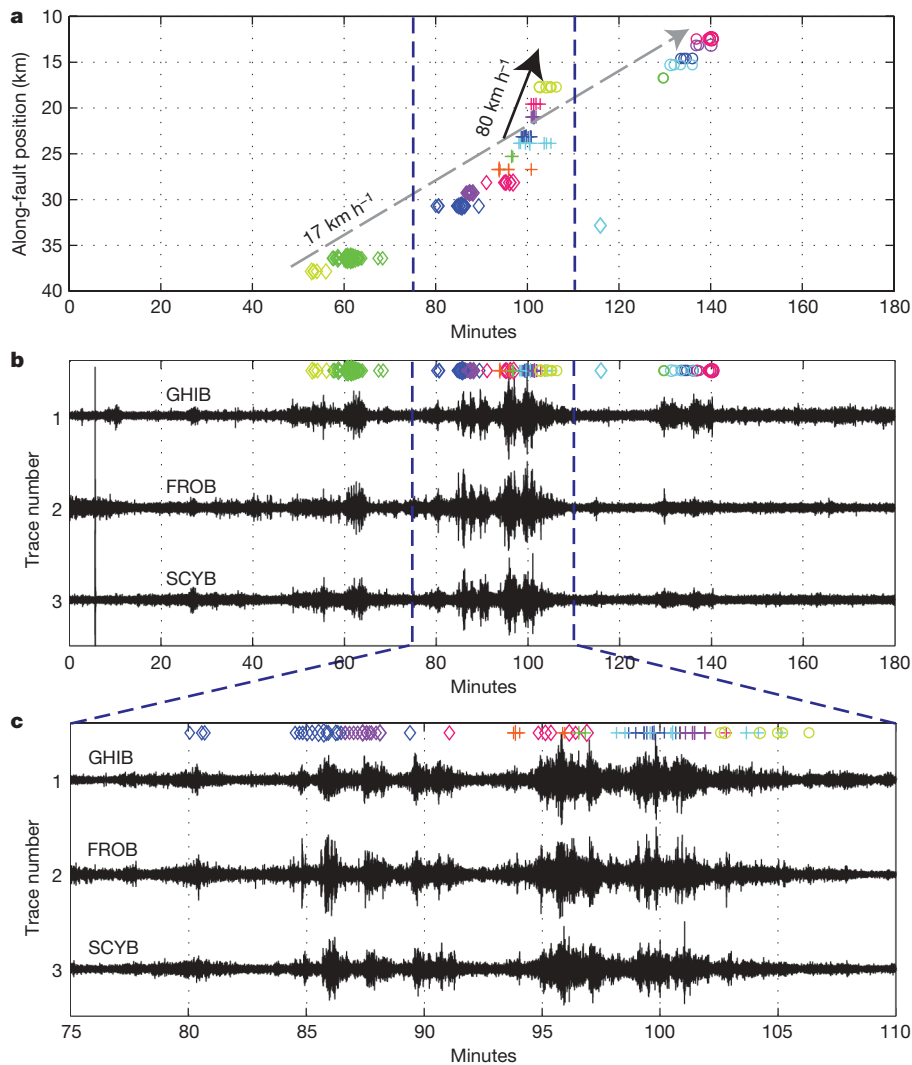 a
10
15
20
25
30
35
40
Along-fault position (km)
17 km h⁻¹
80 km h⁻¹
0 20 40 60 80 100 120 140 160 180
Minutes
b
Trace number
GHIB
1
FROB
2
SCYB
3
0 20 40 60 80 100 120 140 160 180
Minutes
c
Trace number
GHIB
1
FROB
2
SCYB
3
75 80 85 90 95 100 105 110
Minutes